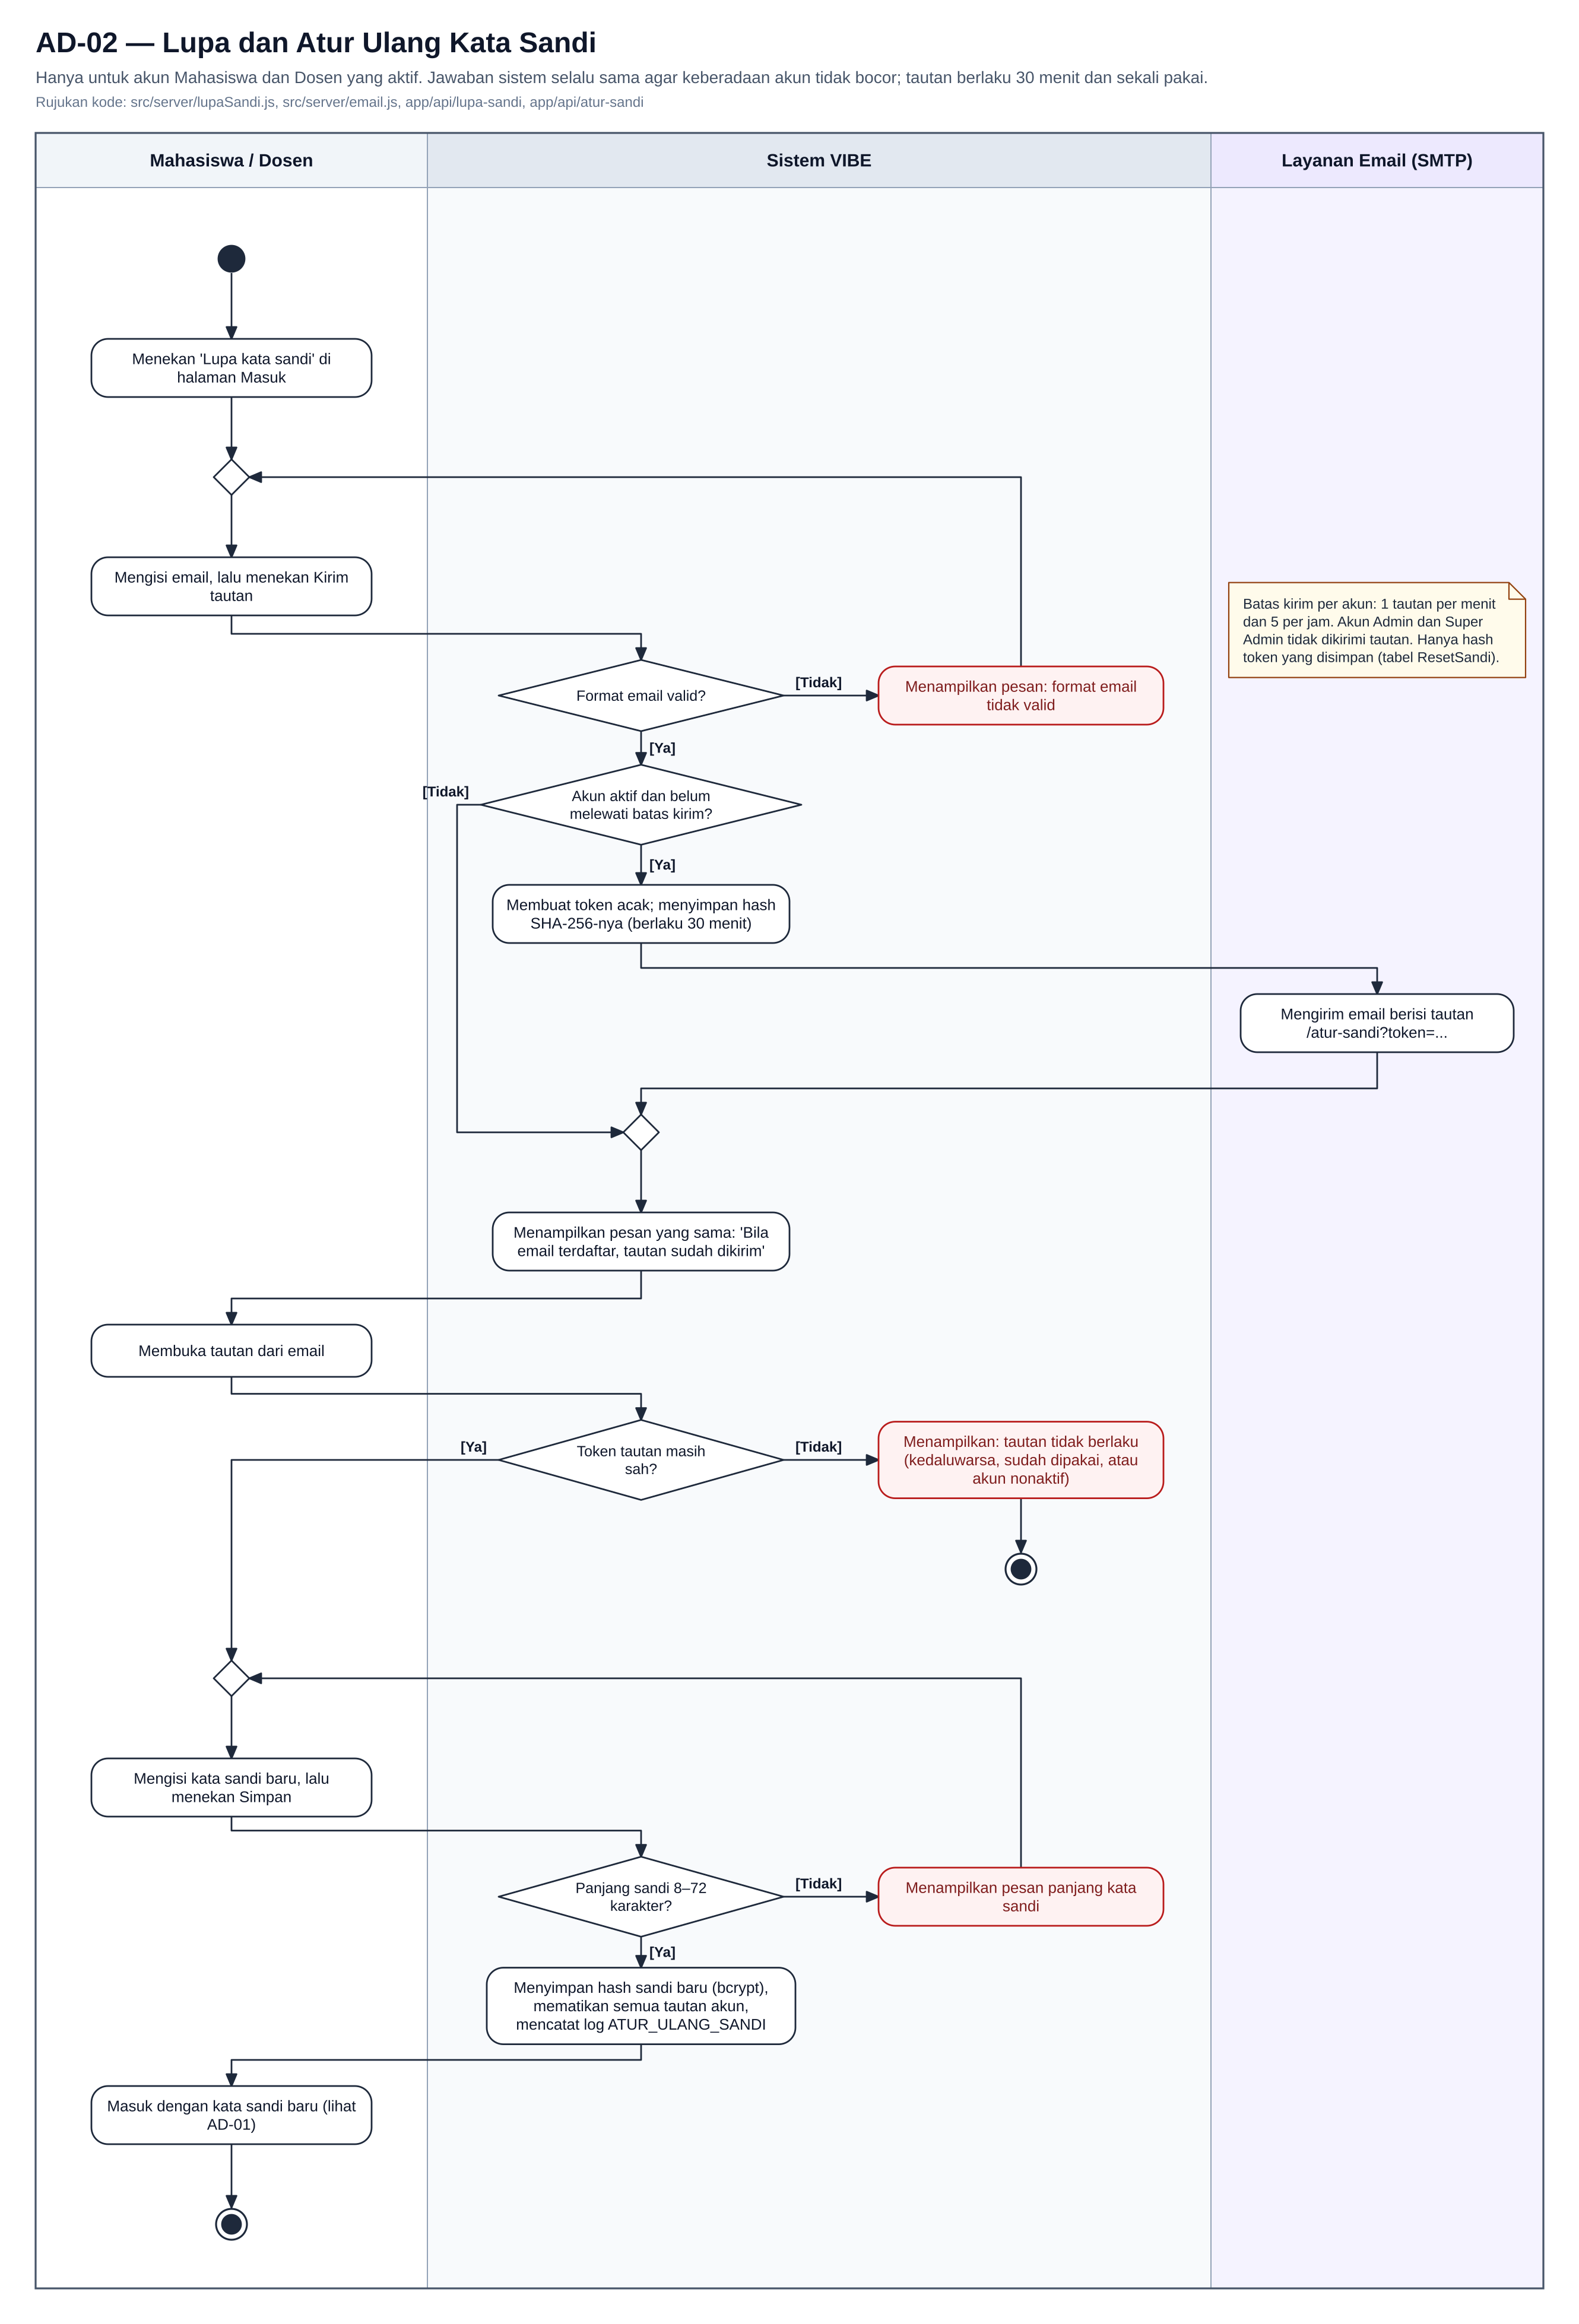 AD-02 — Lupa dan Atur Ulang Kata Sandi
Hanya untuk akun Mahasiswa dan Dosen yang aktif. Jawaban sistem selalu sama agar keberadaan akun tidak bocor; tautan berlaku 30 menit dan sekali pakai.
Rujukan kode: src/server/lupaSandi.js, src/server/email.js, app/api/lupa-sandi, app/api/atur-sandi
Mahasiswa / Dosen
Sistem VIBE
Layanan Email (SMTP)
Menekan 'Lupa kata sandi' di
halaman Masuk
Mengisi email, lalu menekan Kirim
tautan
Batas kirim per akun: 1 tautan per menit
dan 5 per jam. Akun Admin dan Super
Admin tidak dikirimi tautan. Hanya hash
token yang disimpan (tabel ResetSandi).
Format email valid?
[Tidak]
Menampilkan pesan: format email
tidak valid
[Ya]
[Tidak]
Akun aktif dan belum
melewati batas kirim?
[Ya]
Membuat token acak; menyimpan hash
SHA-256-nya (berlaku 30 menit)
Mengirim email berisi tautan
/atur-sandi?token=...
Menampilkan pesan yang sama: 'Bila
email terdaftar, tautan sudah dikirim'
Membuka tautan dari email
[Ya]
Token tautan masih
sah?
[Tidak]
Menampilkan: tautan tidak berlaku
(kedaluwarsa, sudah dipakai, atau
akun nonaktif)
Mengisi kata sandi baru, lalu
menekan Simpan
Panjang sandi 8–72
karakter?
[Tidak]
Menampilkan pesan panjang kata
sandi
[Ya]
Menyimpan hash sandi baru (bcrypt),
mematikan semua tautan akun,
mencatat log ATUR_ULANG_SANDI
Masuk dengan kata sandi baru (lihat
AD-01)